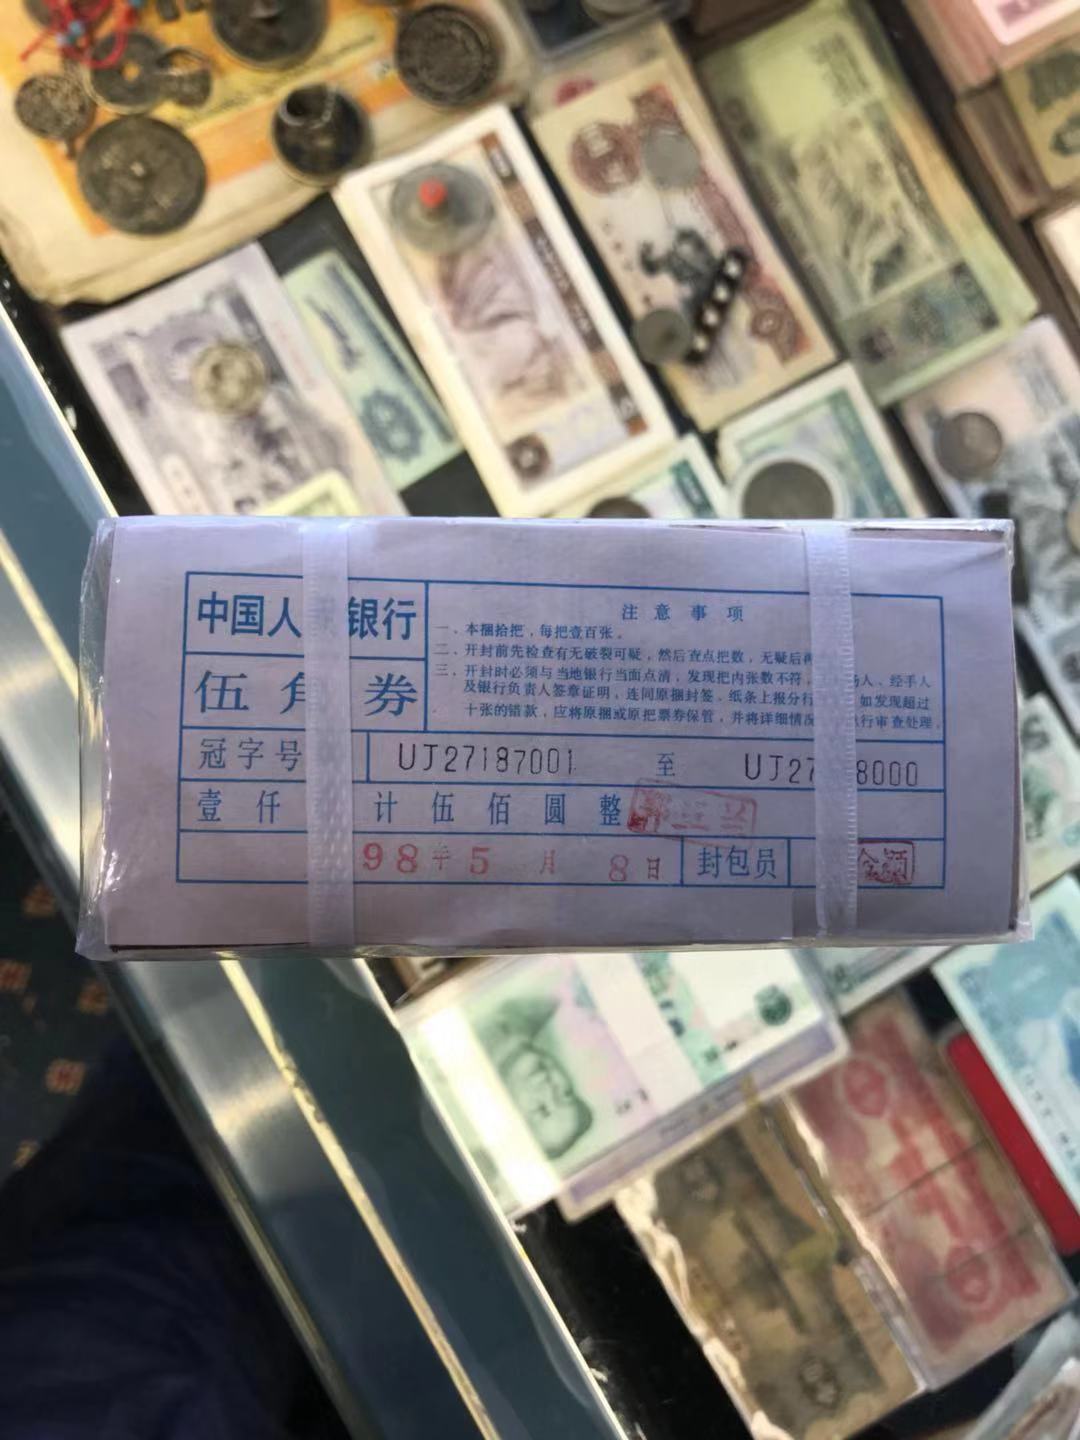 中国人 银行
伍角券
注意事项
一、本捆拾把，每把壹百张。
二、开封前先检查有无破裂可疑，然后查点把数，无疑后再
三、开封时必须与当地银行当面点清，发现把内张数不符， 场人、经手人
及银行负责人签章证明，连同原捆封签、纸条上报分行 如发现超过
十张的错款，应将原捆或原把票券保管，并将详细情况 行审查处理。
冠字号 UJ27187001 至 UJ27 8000
壹仟 计伍佰圆整
98年5月8日 封包员